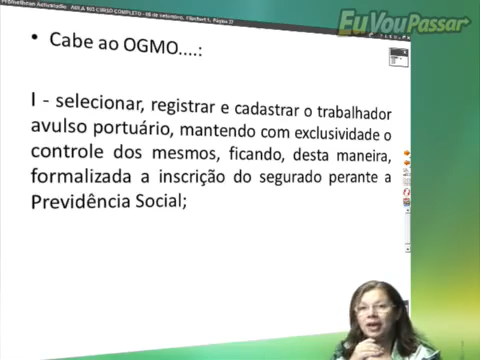 EuVouPassar
• Cabe ao OGMO....:
I - selecionar, registrar e cadastrar o trabalhador
avulso portuário, mantendo com exclusividade o
controle dos mesmos, ficando, desta maneira,
formalizada a inscrição do segurado perante a
Previdência Social;